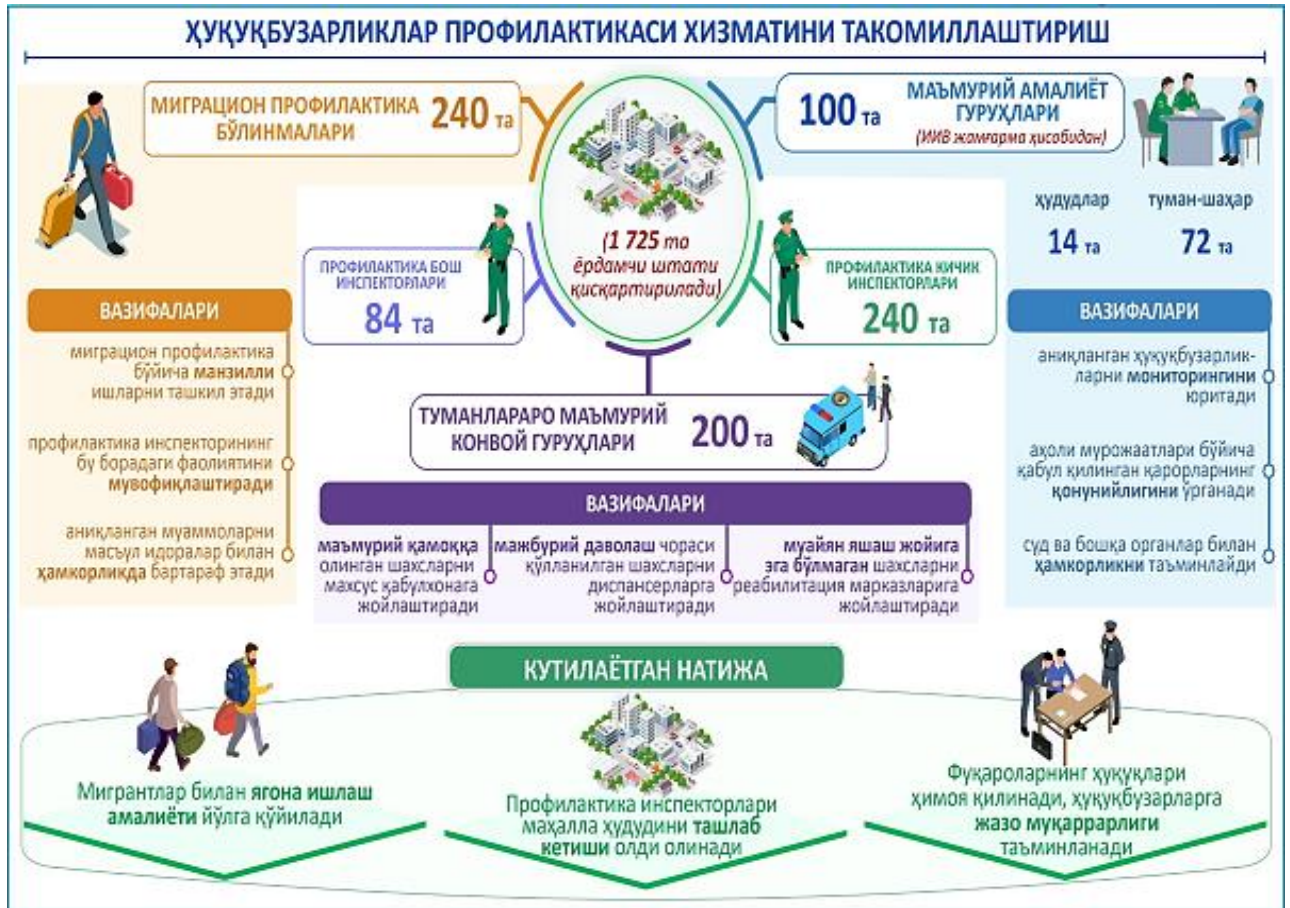 ҲУҚУҚБУЗАРЛИКЛАР ПРОФИЛАКТИКАСИ ХИЗМАТИНИ ТАКОМИЛЛАШТИРИШ
МИГРАЦИОН ПРОФИЛАКТИКА
БЎЛИНМАЛАРИ
240 та
100 та
МАЪМУРИЙ АМАЛИЁТ
ГУРУҲЛАРИ
(ИИВ жамғарма ҳисобидан)
ҳудудлар
14 та
туман-шаҳар
72 та
(1 725 та
ёрдамчи штати
қисқартирилади)
ПРОФИЛАКТИКА БОШ
ИНСПЕКТОРЛАРИ
84 та
ПРОФИЛАКТИКА КИЧИК
ИНСПЕКТОРЛАРИ
240 та
ВАЗИФАЛАРИ
миграцион профилактика
бўйича манзилли
ишларни ташкил этади
профилактика инспекторининг
бу борадаги фаолиятини
мувофиқлаштиради
аниқланган муаммоларни
масъул идоралар билан
ҳамкорликда бартараф этади
ТУМАНЛАРАРО МАЪМУРИЙ
КОНВОЙ ГУРУҲЛАРИ
200 та
ВАЗИФАЛАРИ
маъмурий қамоққа
олинган шахсларни
махсус қабулхонага
жойлаштиради
мажбурий даволаш чораси
қўлланилган шахсларни
диспансерларга
жойлаштиради
муайян яшаш жойига
эга бўлмаган шахсларни
реабилитация марказларига
жойлаштиради
ВАЗИФАЛАРИ
аниқланган ҳуқуқбузарлик-
ларни мониторингини
юритади
аҳоли мурожаатлари бўйича
қабул қилинган қарорларнинг
қонунийлигини ўрганади
суд ва бошқа органлар билан
ҳамкорликни таъминлайди
КУТИЛАЁТГАН НАТИЖА
Мигрантлар билан ягона ишлаш
амалиёти йўлга қўйилади
Профилактика инспекторлари
маҳалла ҳудудини ташлаб
кетиши олди олинади
Фуқароларнинг ҳуқуқлари
ҳимоя қилинади, ҳуқуқбузарларга
жазо муқаррарлиги
таъминланади